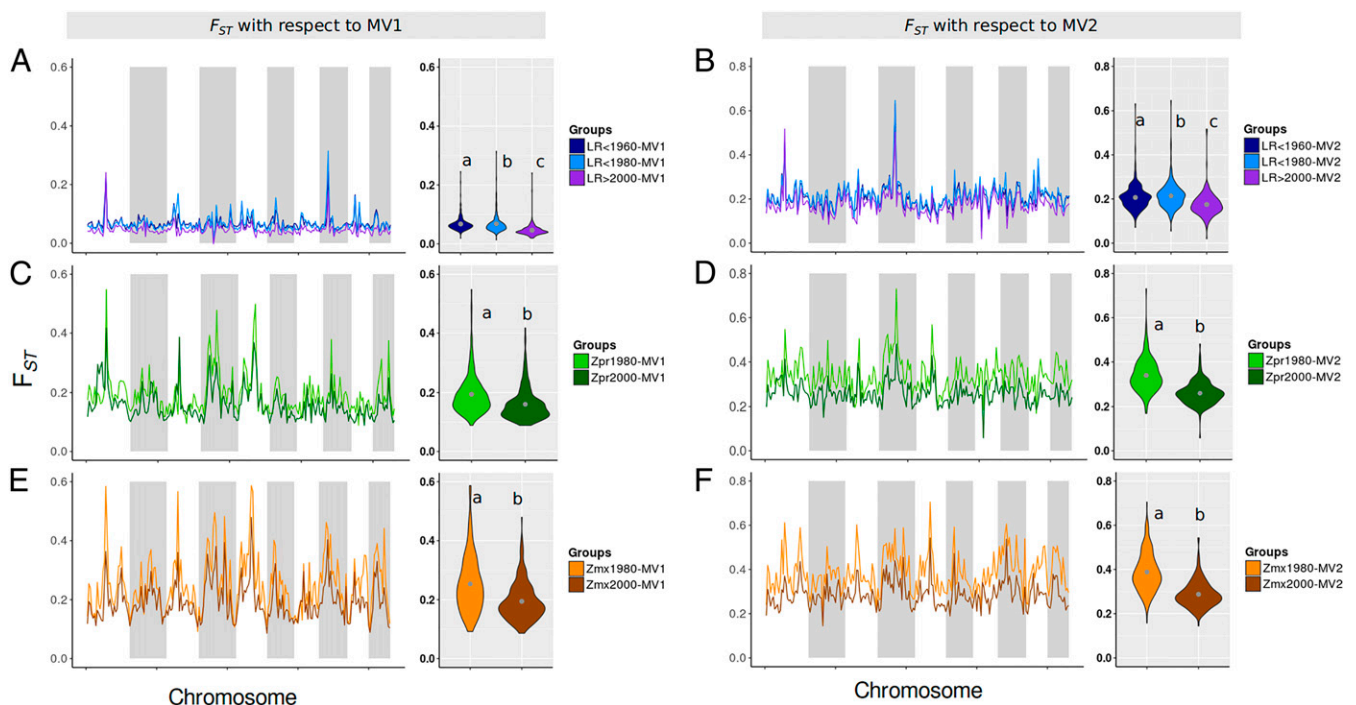 F_ST with respect to MV1
F_ST with respect to MV2
A
0.6
0.4
0.2
0.0
0.6
0.4
0.2
0.0
a
b
c
Groups
LR<1960-MV1
LR<1980-MV1
LR>2000-MV1
B
0.8
0.6
0.4
0.2
0.0
0.8
0.6
0.4
0.2
0.0
a
b
c
Groups
LR<1960-MV2
LR<1980-MV2
LR>2000-MV2
C
0.6
0.4
0.2
0.0
0.6
0.4
0.2
0.0
a
b
Groups
Zpr1980-MV1
Zpr2000-MV1
D
0.8
0.6
0.4
0.2
0.0
0.8
0.6
0.4
0.2
0.0
a
b
Groups
Zpr1980-MV2
Zpr2000-MV2
F_ST
E
0.6
0.4
0.2
0.0
0.6
0.4
0.2
0.0
a
b
Groups
Zmx1980-MV1
Zmx2000-MV1
F
0.8
0.6
0.4
0.2
0.0
0.8
0.6
0.4
0.2
0.0
a
b
Groups
Zmx1980-MV2
Zmx2000-MV2
Chromosome
Chromosome